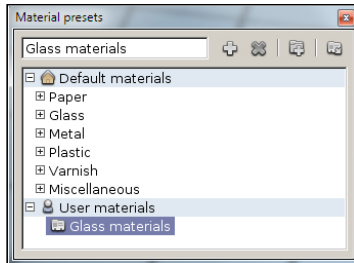 Material presets
Glass materials
Default materials
Paper
Glass
Metal
Plastic
Varnish
Miscellaneous
User materials
Glass materials